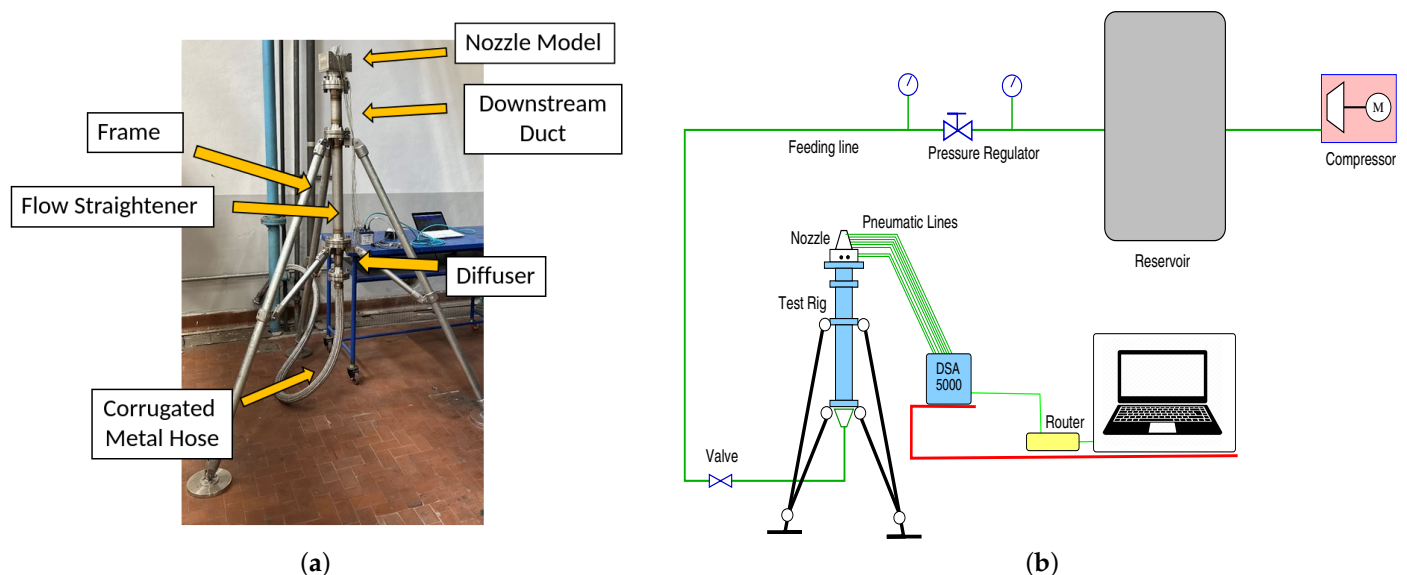 Nozzle Model
Downstream
Duct
Frame
Flow Straightener
Diffuser
Corrugated
Metal Hose
(a)
M
Feeding line
Pressure Regulator
Compressor
Reservoir
Pneumatic Lines
Nozzle
Test Rig
DSA
5000
Router
Valve
(b)